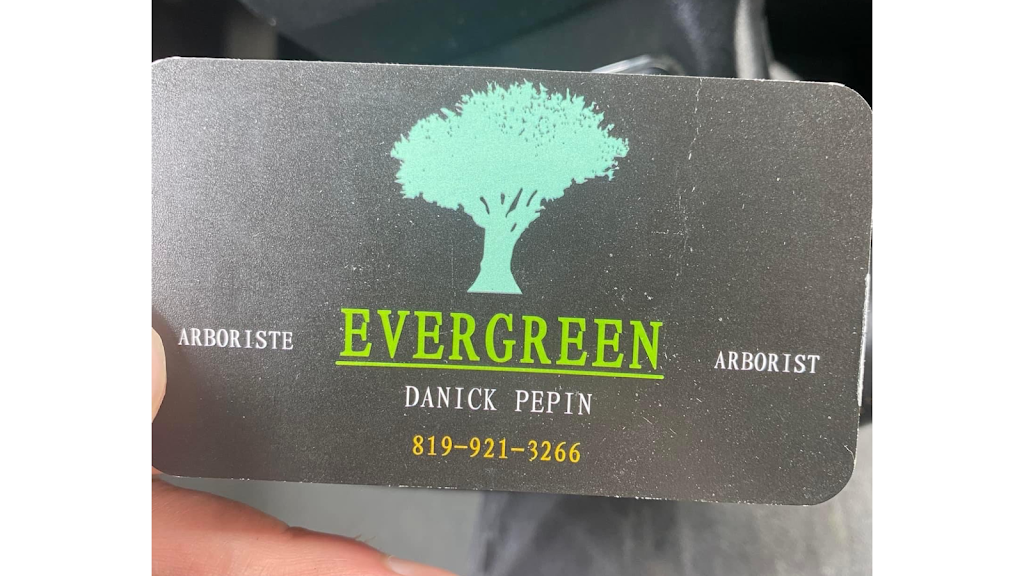 ARBORISTE
EVERGREEN
ARBORIST
DANICK PEPIN
819-921-3266